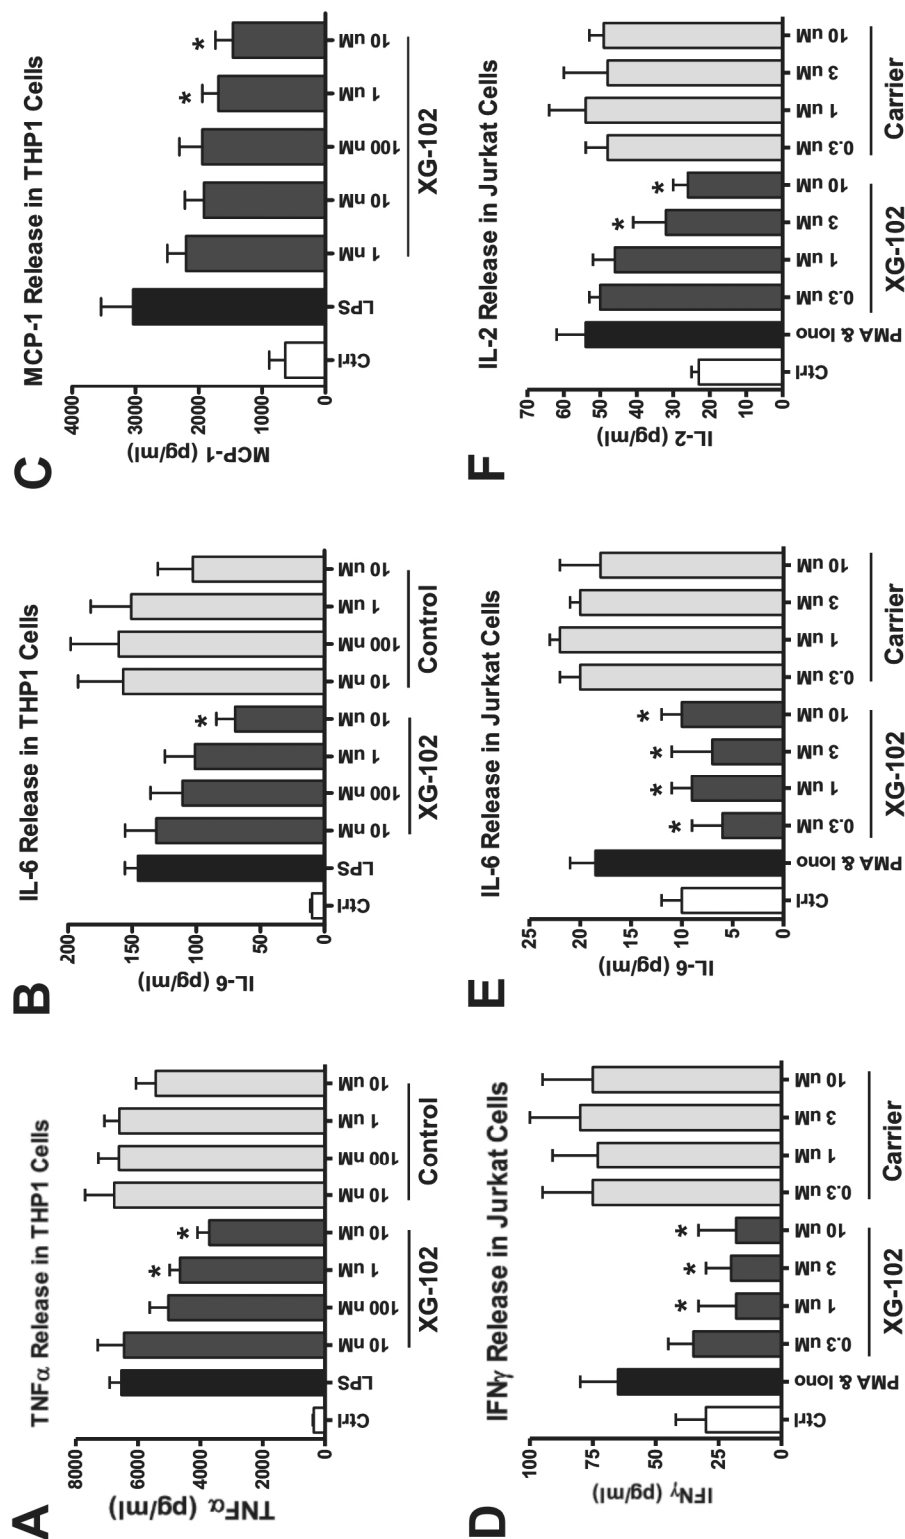 A
TNFα Release in THP1 Cells
TNFα (pg/ml)
8000
6000
4000
2000
0
Ctrl
LPS
10 nM
100 nM
1 uM
* 10 uM
*
10 nM
100 nM
1 uM
10 uM
XG-102
Control
B
IL-6 Release in THP1 Cells
IL-6 (pg/ml)
200
150
100
50
0
Ctrl
LPS
10 nM
100 nM
1 uM
10 uM
*
10 nM
100 nM
1 uM
10 uM
XG-102
Control
C
MCP-1 Release in THP1 Cells
MCP-1 (pg/ml)
4000
3000
2000
1000
0
Ctrl
LPS
1 nM
10 nM
100 nM
1 uM
10 uM
* *
XG-102
D
IFNγ Release in Jurkat Cells
IFNγ (pg/ml)
100
75
50
25
0
Ctrl
PMA & Iono
0.3 uM
1 uM
3 uM
10 uM
* * *
0.3 uM
1 uM
3 uM
10 uM
XG-102
Carrier
E
IL-6 Release in Jurkat Cells
IL-6 (pg/ml)
25
20
15
10
5
0
Ctrl
PMA & Iono
0.3 uM
1 uM
3 uM
10 uM
* * * *
0.3 uM
1 uM
3 uM
10 uM
XG-102
Carrier
F
IL-2 Release in Jurkat Cells
IL-2 (pg/ml)
70
60
50
40
30
20
10
0
Ctrl
PMA & Iono
0.3 uM
1 uM
3 uM
10 uM
* *
0.3 uM
1 uM
3 uM
10 uM
XG-102
Carrier